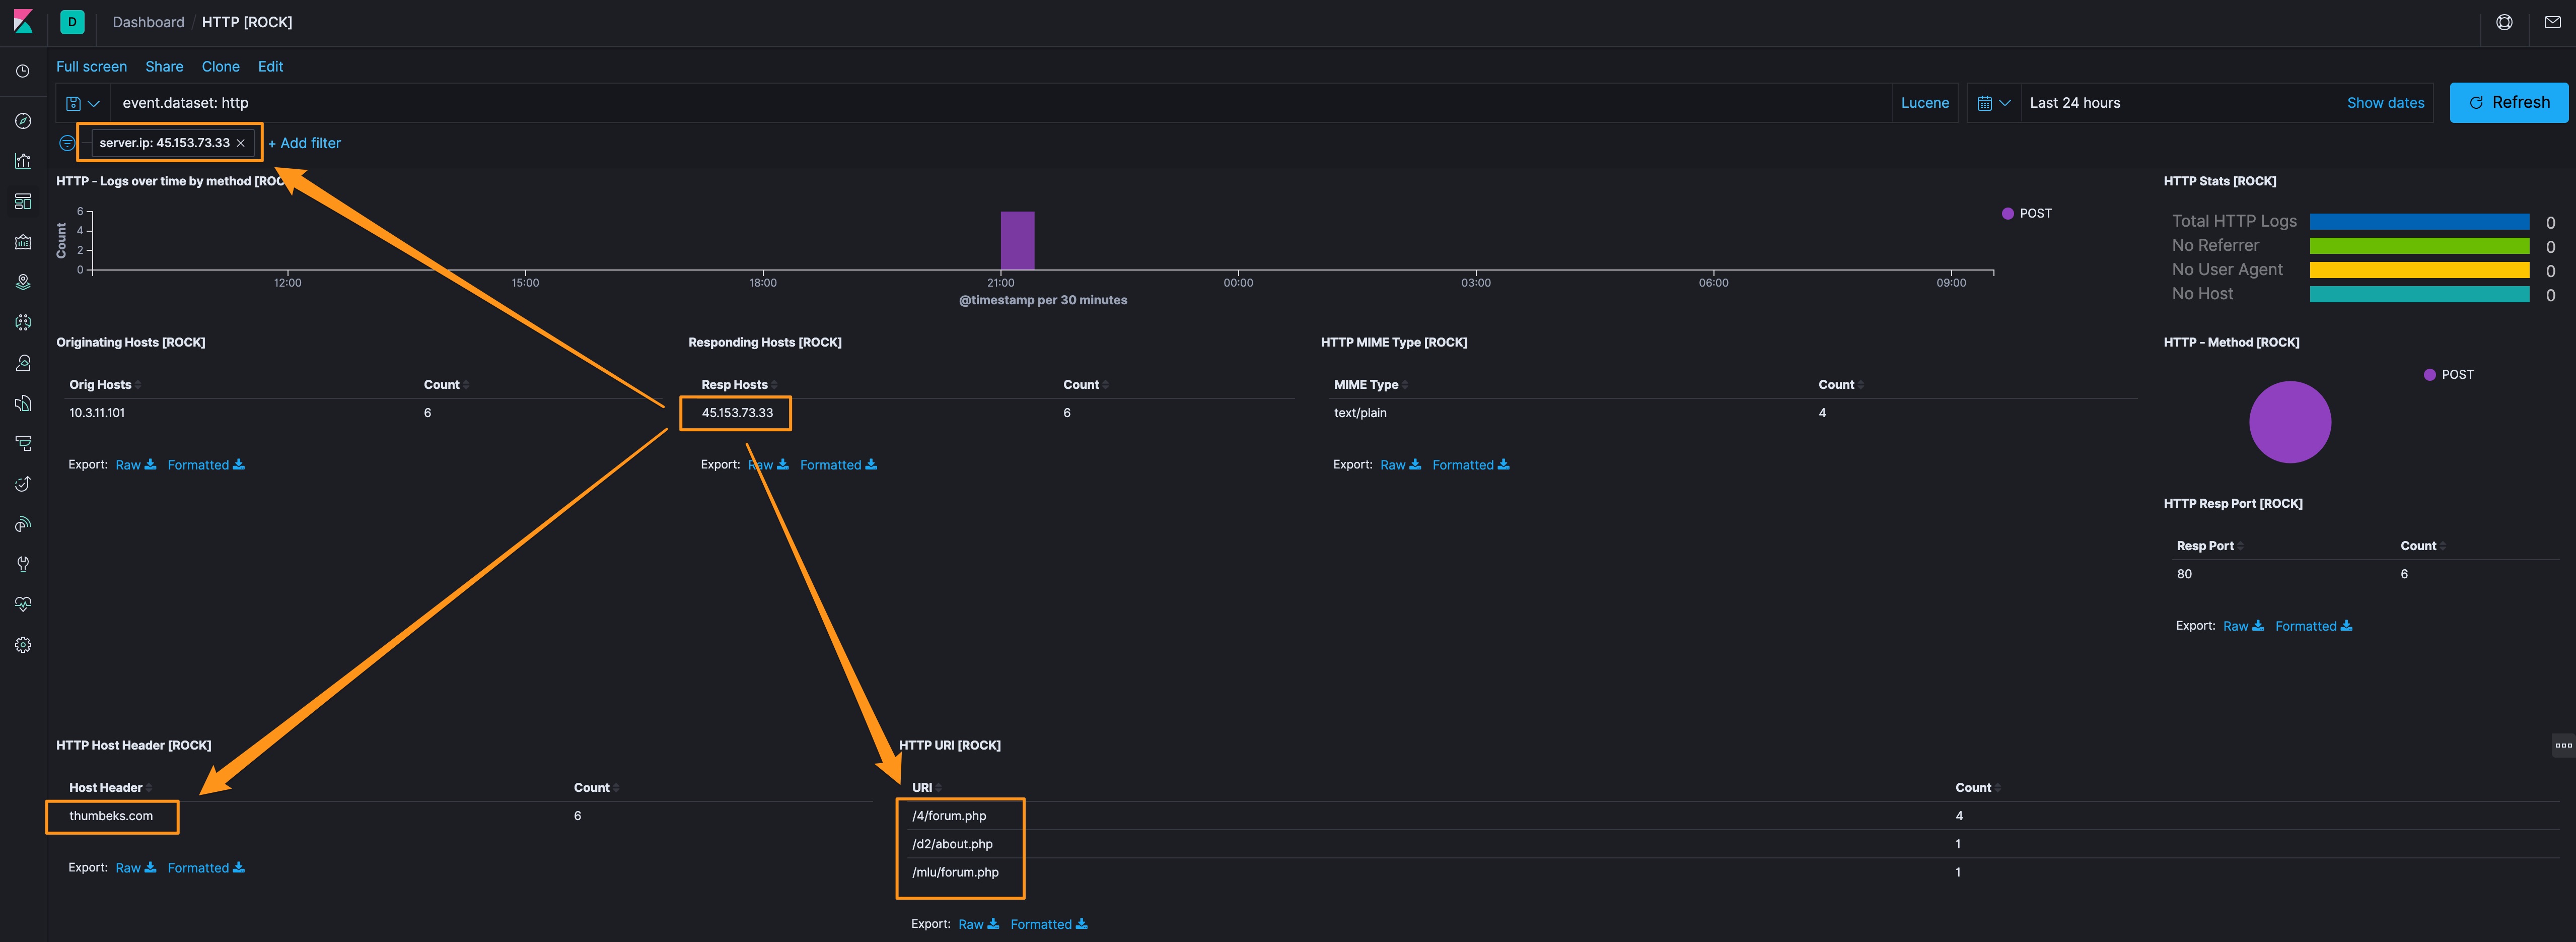 D Dashboard / HTTP [ROCK]
Full screen Share Clone Edit
event.dataset: http Lucene Last 24 hours Show dates Refresh
server.ip: 45.153.73.33 × + Add filter
HTTP - Logs over time by method [ROC
Count
6
4
2
0
12:00 15:00 18:00 21:00 00:00 03:00 06:00 09:00
@timestamp per 30 minutes
POST
HTTP Stats [ROCK]
Total HTTP Logs 0
No Referrer 0
No User Agent 0
No Host 0
Originating Hosts [ROCK]
Orig Hosts Count
10.3.11.101 6
Export: Raw Formatted
Responding Hosts [ROCK]
Resp Hosts Count
45.153.73.33 6
Export: Raw Formatted
HTTP MIME Type [ROCK]
MIME Type Count
text/plain 4
Export: Raw Formatted
HTTP - Method [ROCK]
POST
HTTP Resp Port [ROCK]
Resp Port Count
80 6
Export: Raw Formatted
HTTP Host Header [ROCK]
Host Header Count
thumbeks.com 6
Export: Raw Formatted
HTTP URI [ROCK]
URI Count
/4/forum.php 4
/d2/about.php 1
/mlu/forum.php 1
Export: Raw Formatted